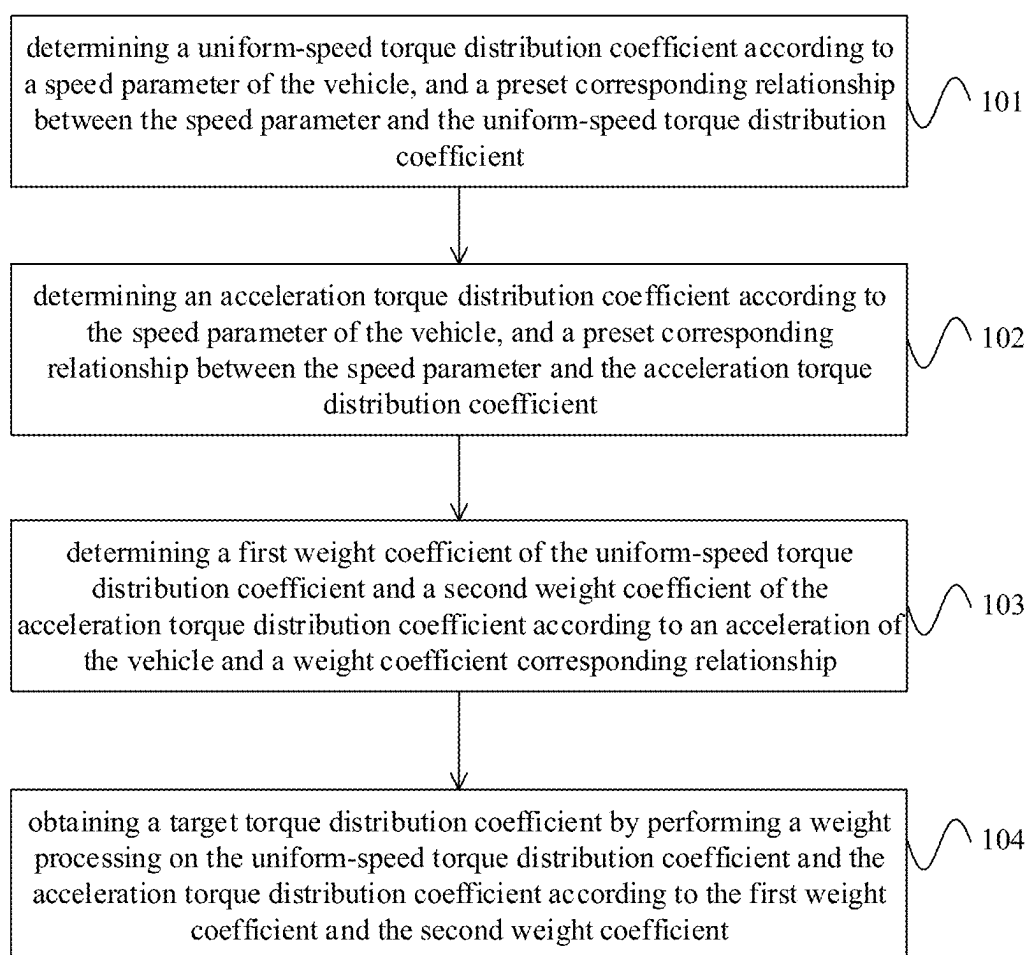 determining a uniform-speed torque distribution coefficient according to
a speed parameter of the vehicle, and a preset corresponding relationship
between the speed parameter and the uniform-speed torque distribution
coefficient
101
determining an acceleration torque distribution coefficient according to
the speed parameter of the vehicle, and a preset corresponding
relationship between the speed parameter and the acceleration torque
distribution coefficient
102
determining a first weight coefficient of the uniform-speed torque
distribution coefficient and a second weight coefficient of the
acceleration torque distribution coefficient according to an acceleration of
the vehicle and a weight coefficient corresponding relationship
103
obtaining a target torque distribution coefficient by performing a weight
processing on the uniform-speed torque distribution coefficient and the
acceleration torque distribution coefficient according to the first weight
coefficient and the second weight coefficient
104